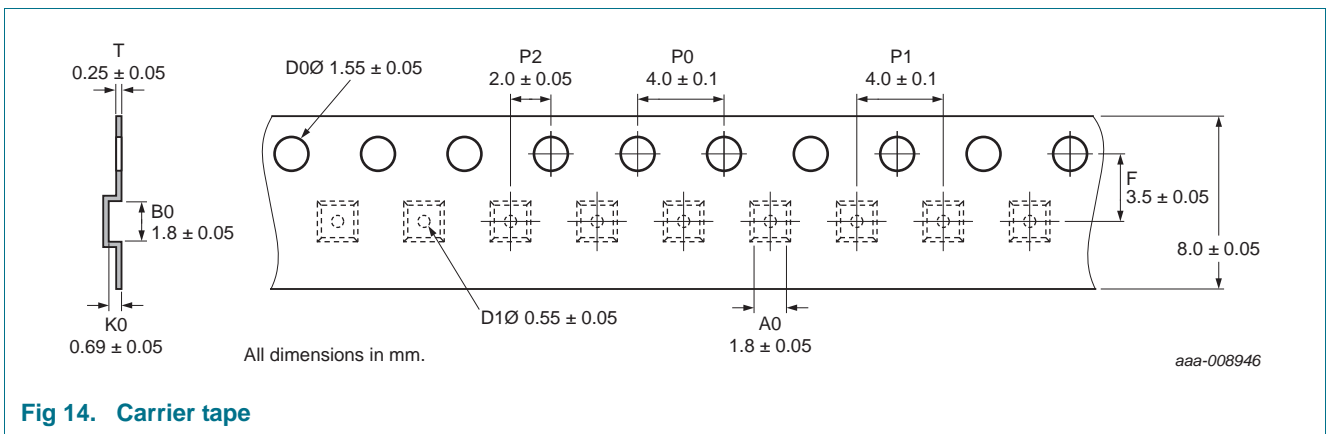 T
0.25 ± 0.05
D0Ø 1.55 ± 0.05
P2
2.0 ± 0.05
P0
4.0 ± 0.1
P1
4.0 ± 0.1
B0
1.8 ± 0.05
F
3.5 ± 0.05
8.0 ± 0.05
K0
0.69 ± 0.05
D1Ø 0.55 ± 0.05
A0
1.8 ± 0.05
All dimensions in mm.
aaa-008946
Fig 14. Carrier tape